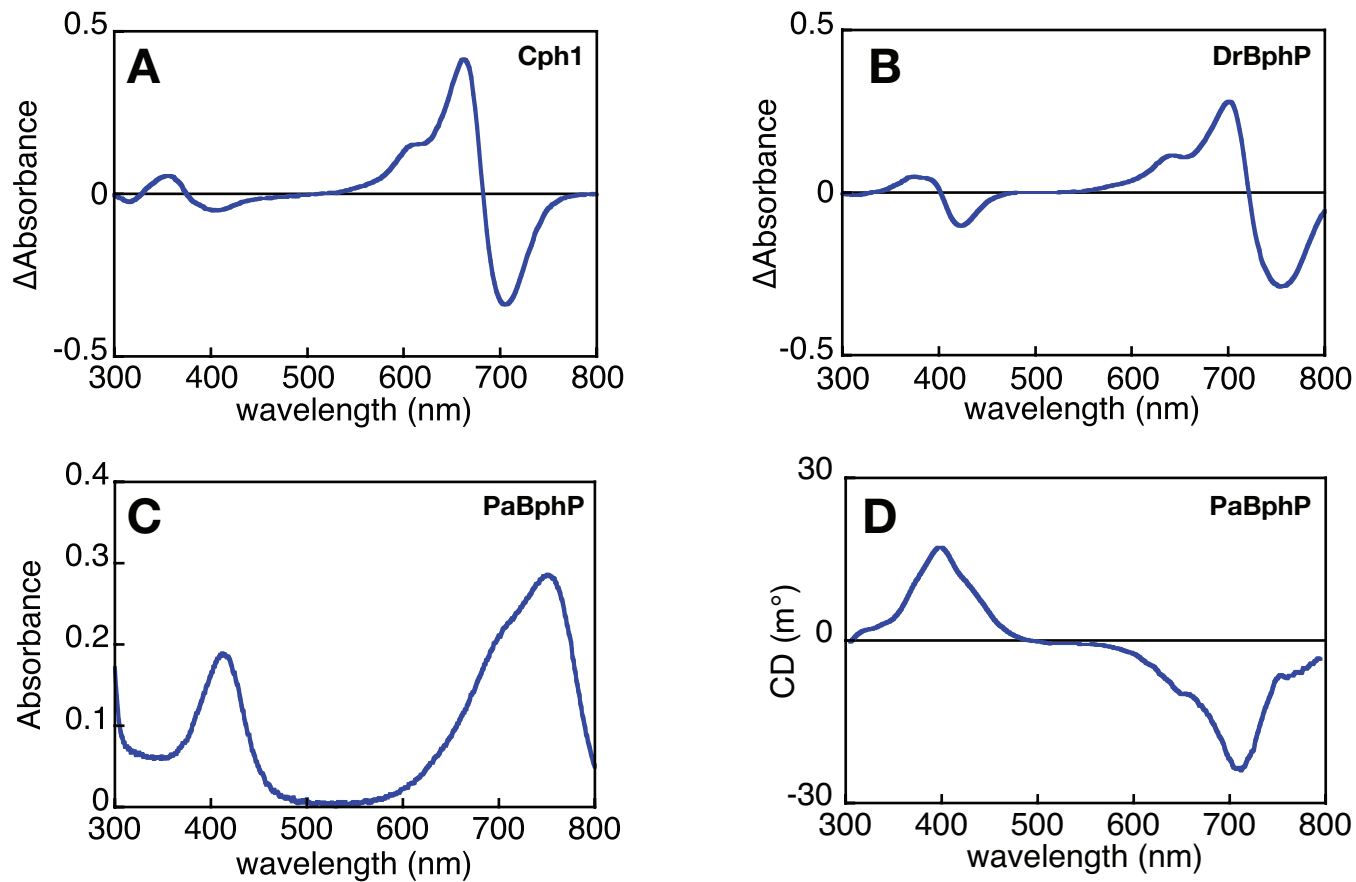 A
Cph1
0.5
0
-0.5
ΔAbsorbance
300 400 500 600 700 800
wavelength (nm)
B
DrBphP
0.5
0
-0.5
ΔAbsorbance
300 400 500 600 700 800
wavelength (nm)
C
PaBphP
0.4
0.3
0.2
0.1
0
Absorbance
300 400 500 600 700 800
wavelength (nm)
D
PaBphP
30
0
-30
CD (m°)
300 400 500 600 700 800
wavelength (nm)